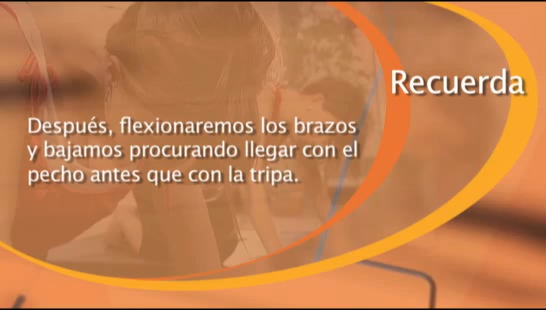 Recuerda
Después, flexionaremos los brazos
y bajamos procurando llegar con el
pecho antes que con la tripa.